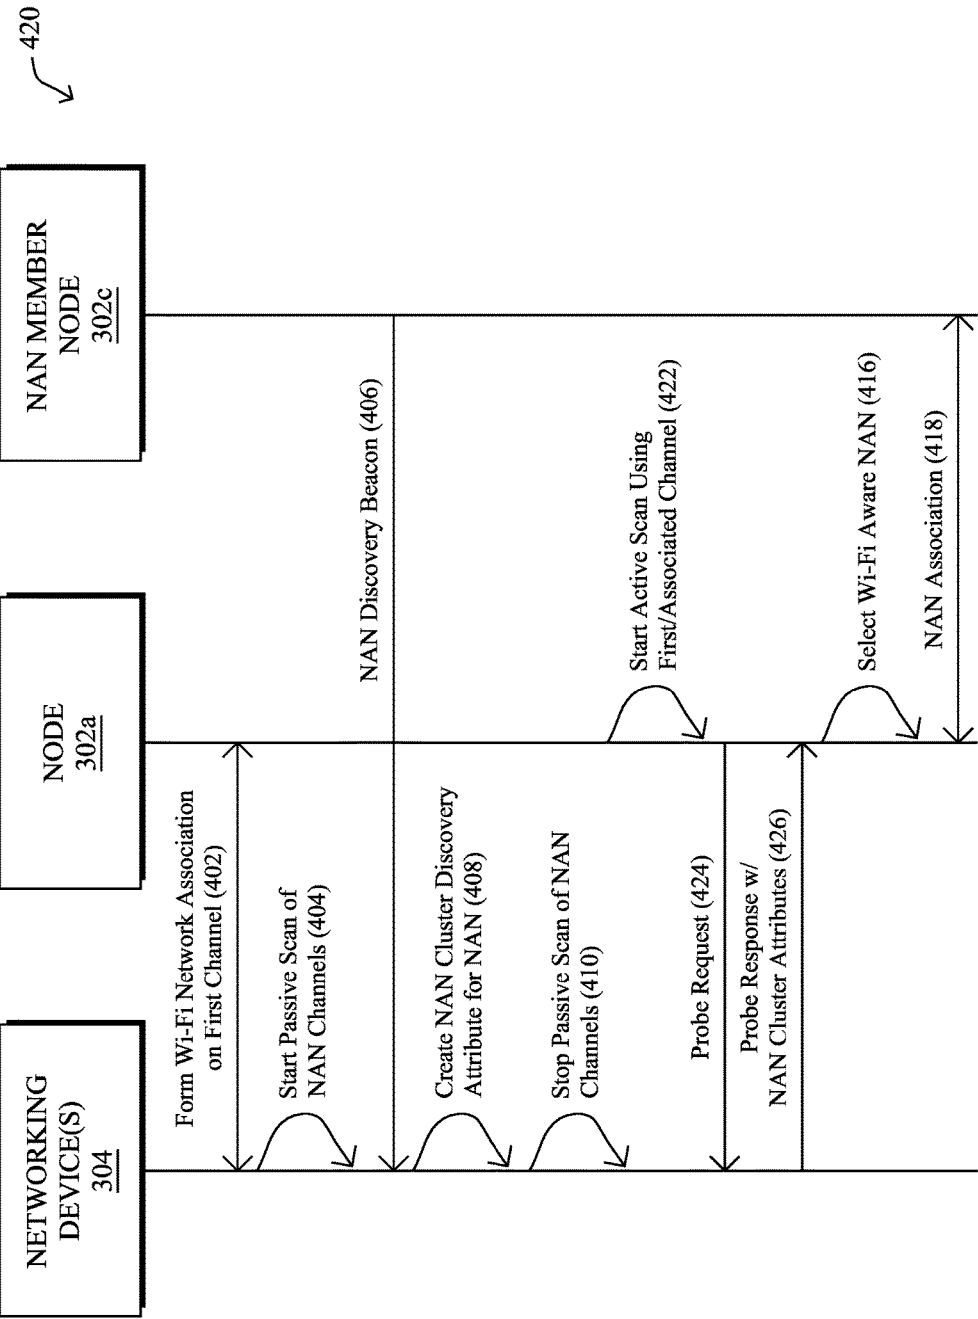 420
NETWORKING
DEVICE(S)
304
NODE
302a
NAN MEMBER
NODE
302c
Form Wi-Fi Network Association
on First Channel (402)
Start Passive Scan of
NAN Channels (404)
NAN Discovery Beacon (406)
Create NAN Cluster Discovery
Attribute for NAN (408)
Stop Passive Scan of NAN
Channels (410)
Start Active Scan Using
First/Associated Channel (422)
Probe Request (424)
Probe Response w/
NAN Cluster Attributes (426)
Select Wi-Fi Aware NAN (416)
NAN Association (418)